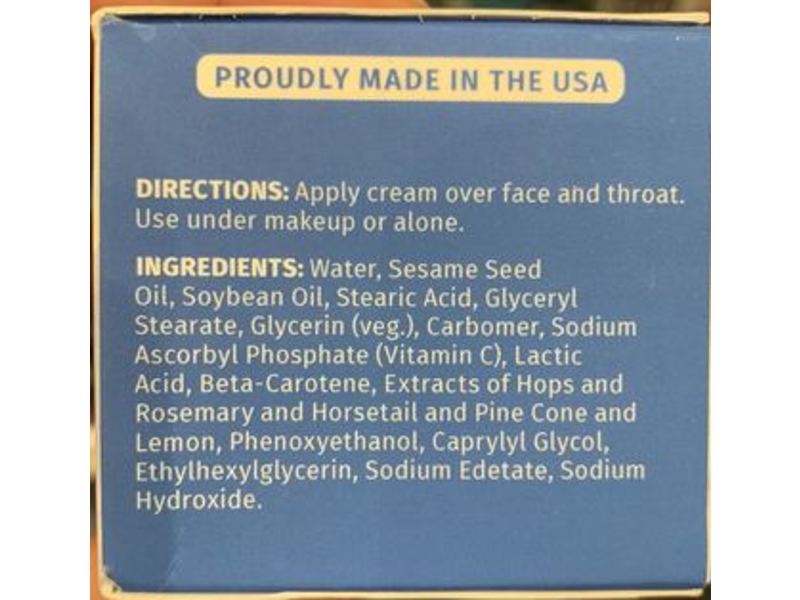 PROUDLY MADE IN THE USA
DIRECTIONS: Apply cream over face and throat.
Use under makeup or alone.
INGREDIENTS: Water, Sesame Seed
Oil, Soybean Oil, Stearic Acid, Glyceryl
Stearate, Glycerin (veg.), Carbomer, Sodium
Ascorbyl Phosphate (Vitamin C), Lactic
Acid, Beta-Carotene, Extracts of Hops and
Rosemary and Horsetail and Pine Cone and
Lemon, Phenoxyethanol, Caprylyl Glycol,
Ethylhexylglycerin, Sodium Edetate, Sodium
Hydroxide.